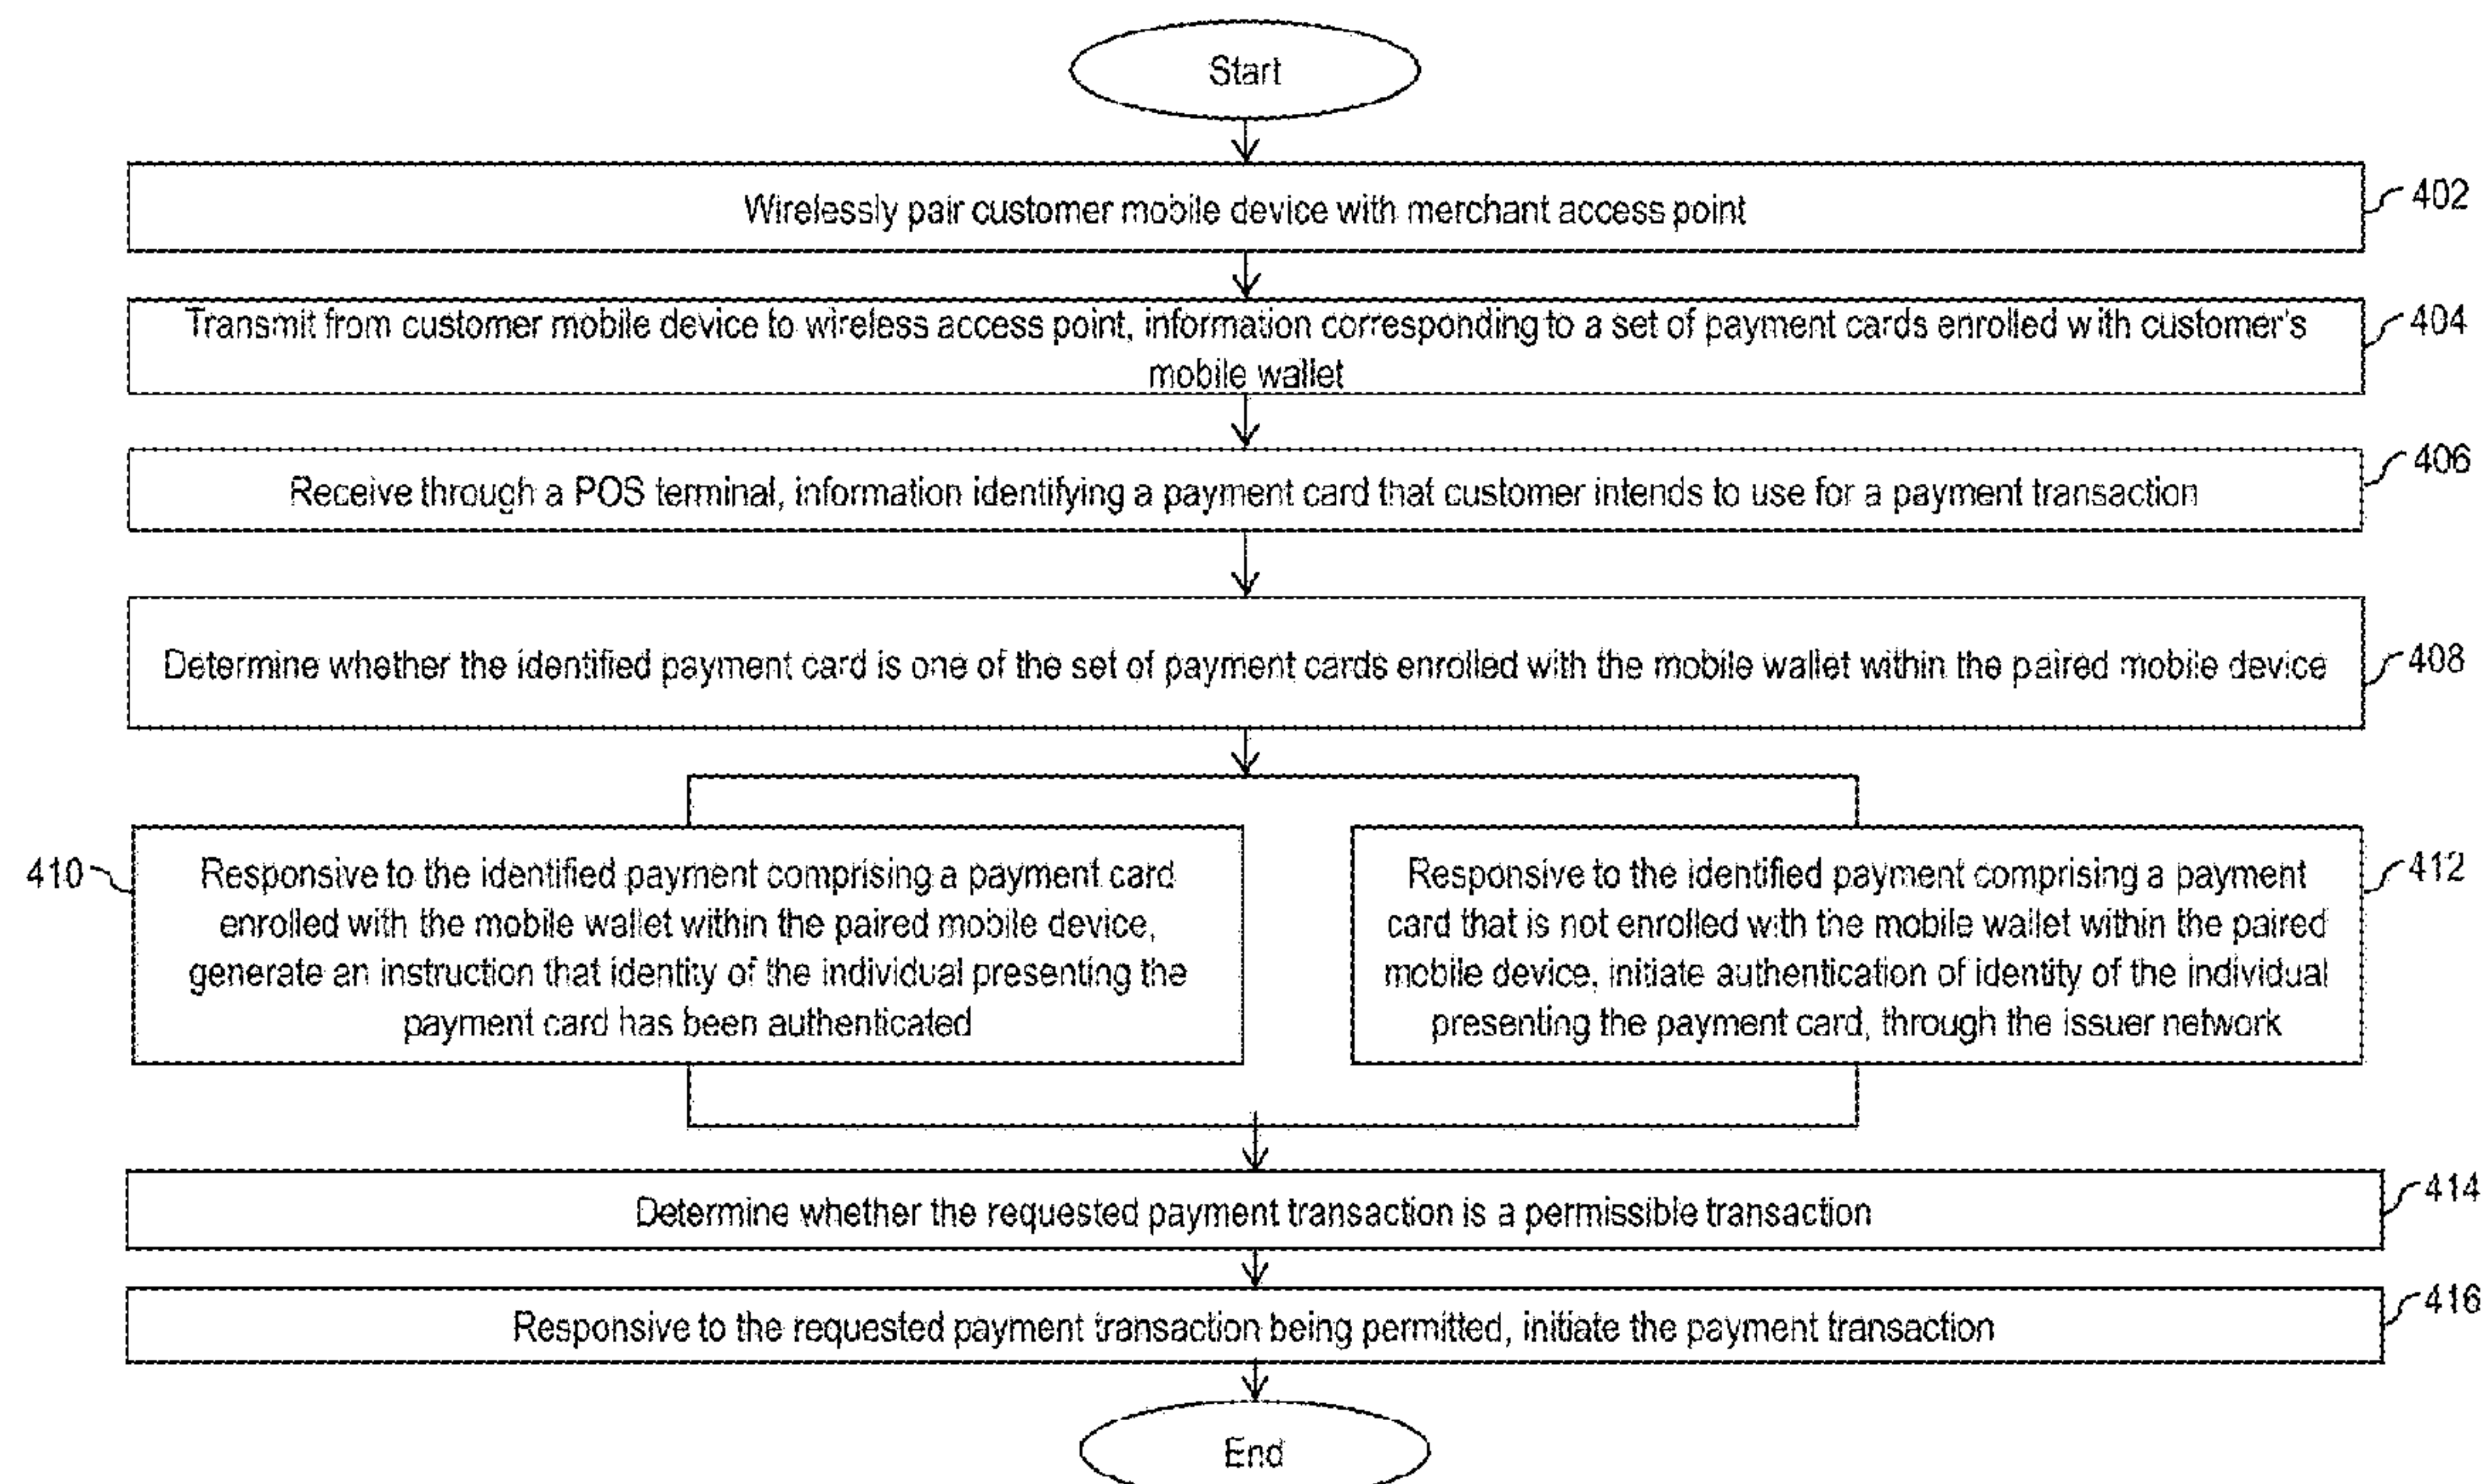 Start
Wirelessly pair customer mobile device with merchant access point
402
Transmit from customer mobile device to wireless access point, information corresponding to a set of payment cards enrolled with customer's
mobile wallet
404
Receive through a POS terminal, information identifying a payment card that customer intends to use for a payment transaction
406
Determine whether the identified payment card is one of the set of payment cards enrolled with the mobile wallet within the paired mobile device
408
410
Responsive to the identified payment comprising a payment card
enrolled with the mobile wallet within the paired mobile device,
generate an instruction that identity of the individual presenting the
payment card has been authenticated
Responsive to the identified payment comprising a payment
card that is not enrolled with the mobile wallet within the paired
mobile device, initiate authentication of identity of the individual
presenting the payment card, through the issuer network
412
Determine whether the requested payment transaction is a permissible transaction
414
Responsive to the requested payment transaction being permitted, initiate the payment transaction
416
End